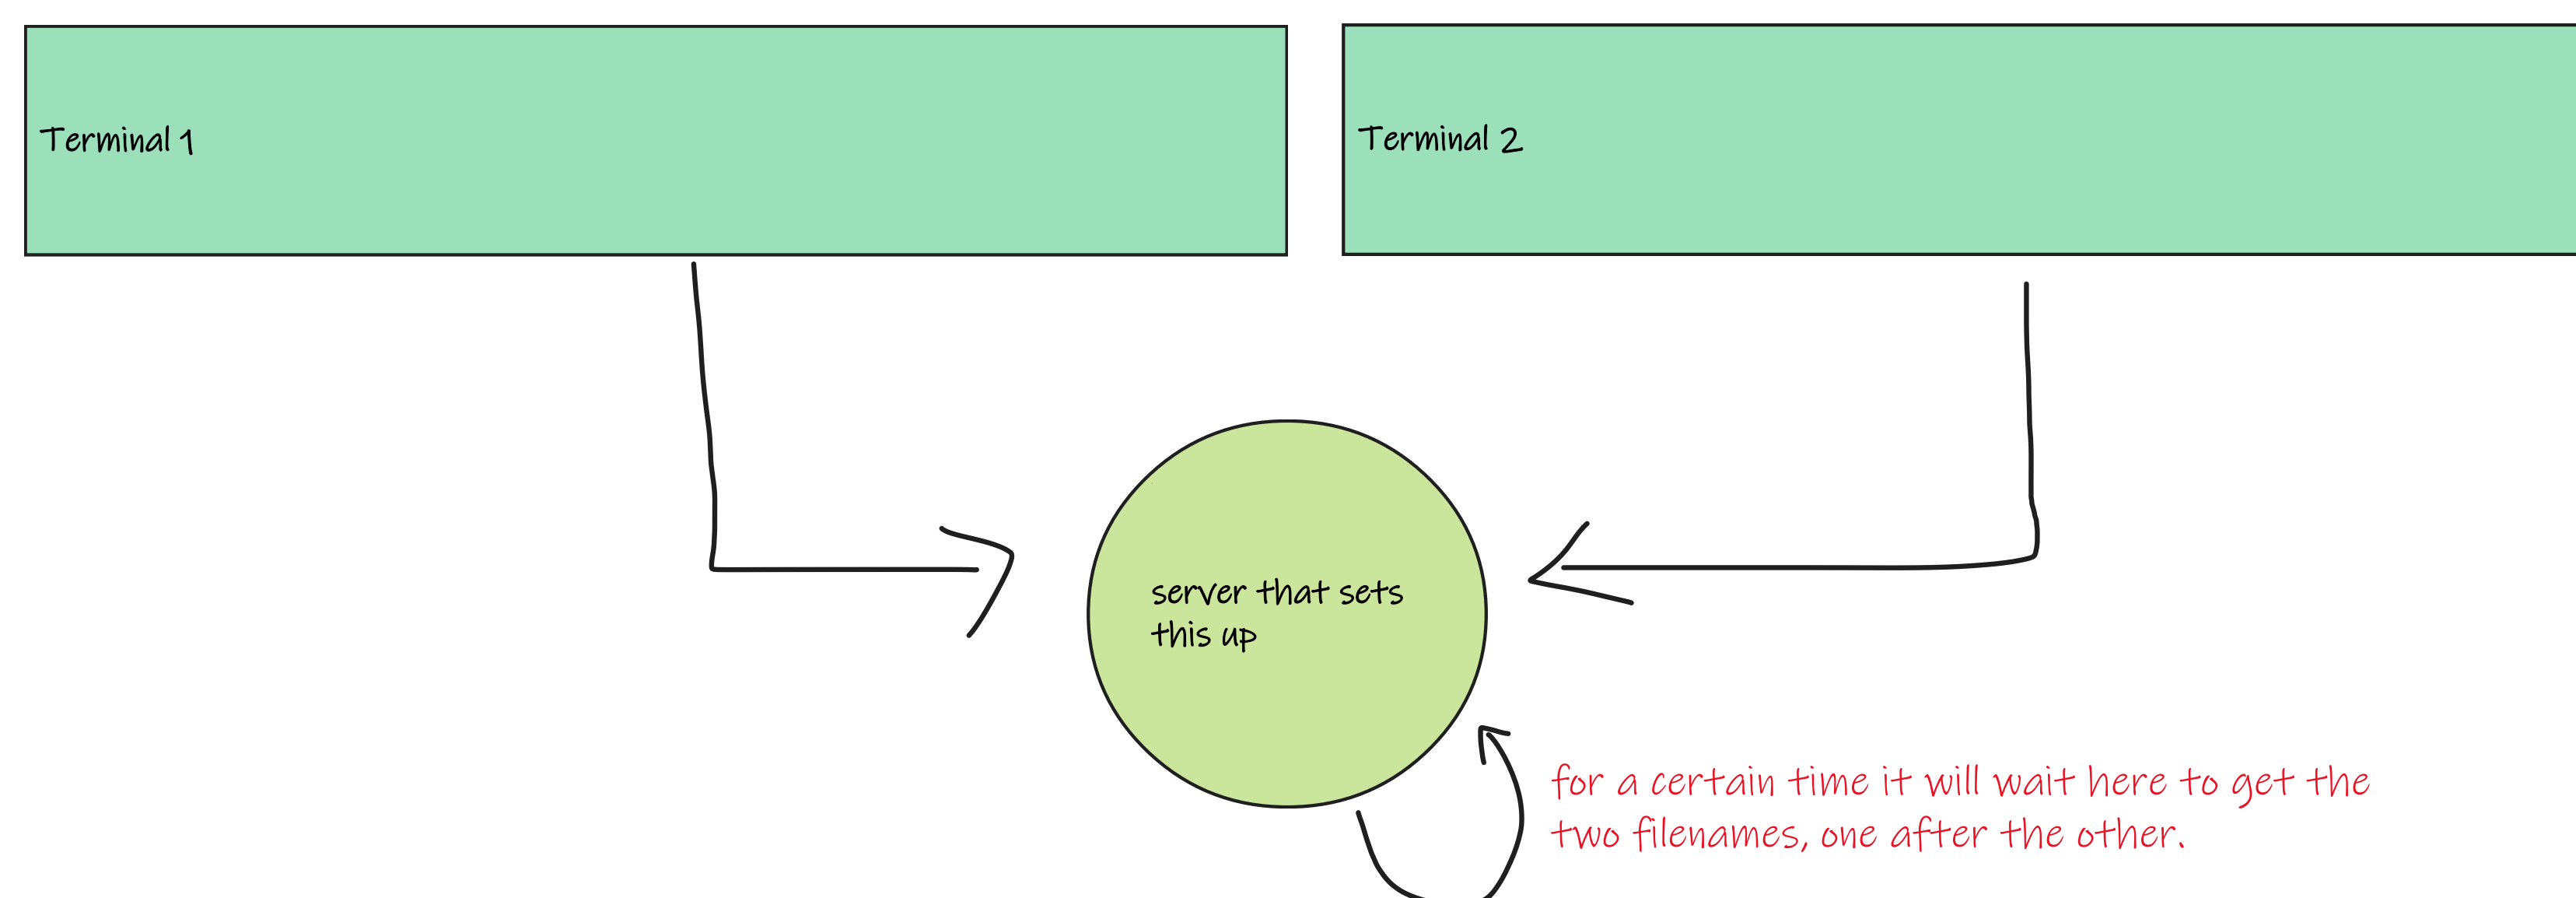 Terminal 1
Terminal 2
server that sets
this up
for a certain time it will wait here to get the
two filenames, one after the other.